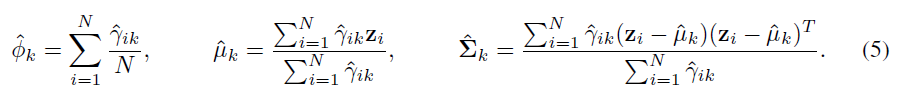 $\hat{\phi}_k = \sum_{i=1}^{N} \frac{\hat{\gamma}_{ik}}{N}, \qquad \hat{\mu}_k = \frac{\sum_{i=1}^{N} \hat{\gamma}_{ik} \mathbf{z}_i}{\sum_{i=1}^{N} \hat{\gamma}_{ik}}, \qquad \hat{\mathbf{\Sigma}}_k = \frac{\sum_{i=1}^{N} \hat{\gamma}_{ik} (\mathbf{z}_i - \hat{\mu}_k)(\mathbf{z}_i - \hat{\mu}_k)^T}{\sum_{i=1}^{N} \hat{\gamma}_{ik}}. \quad (5)$